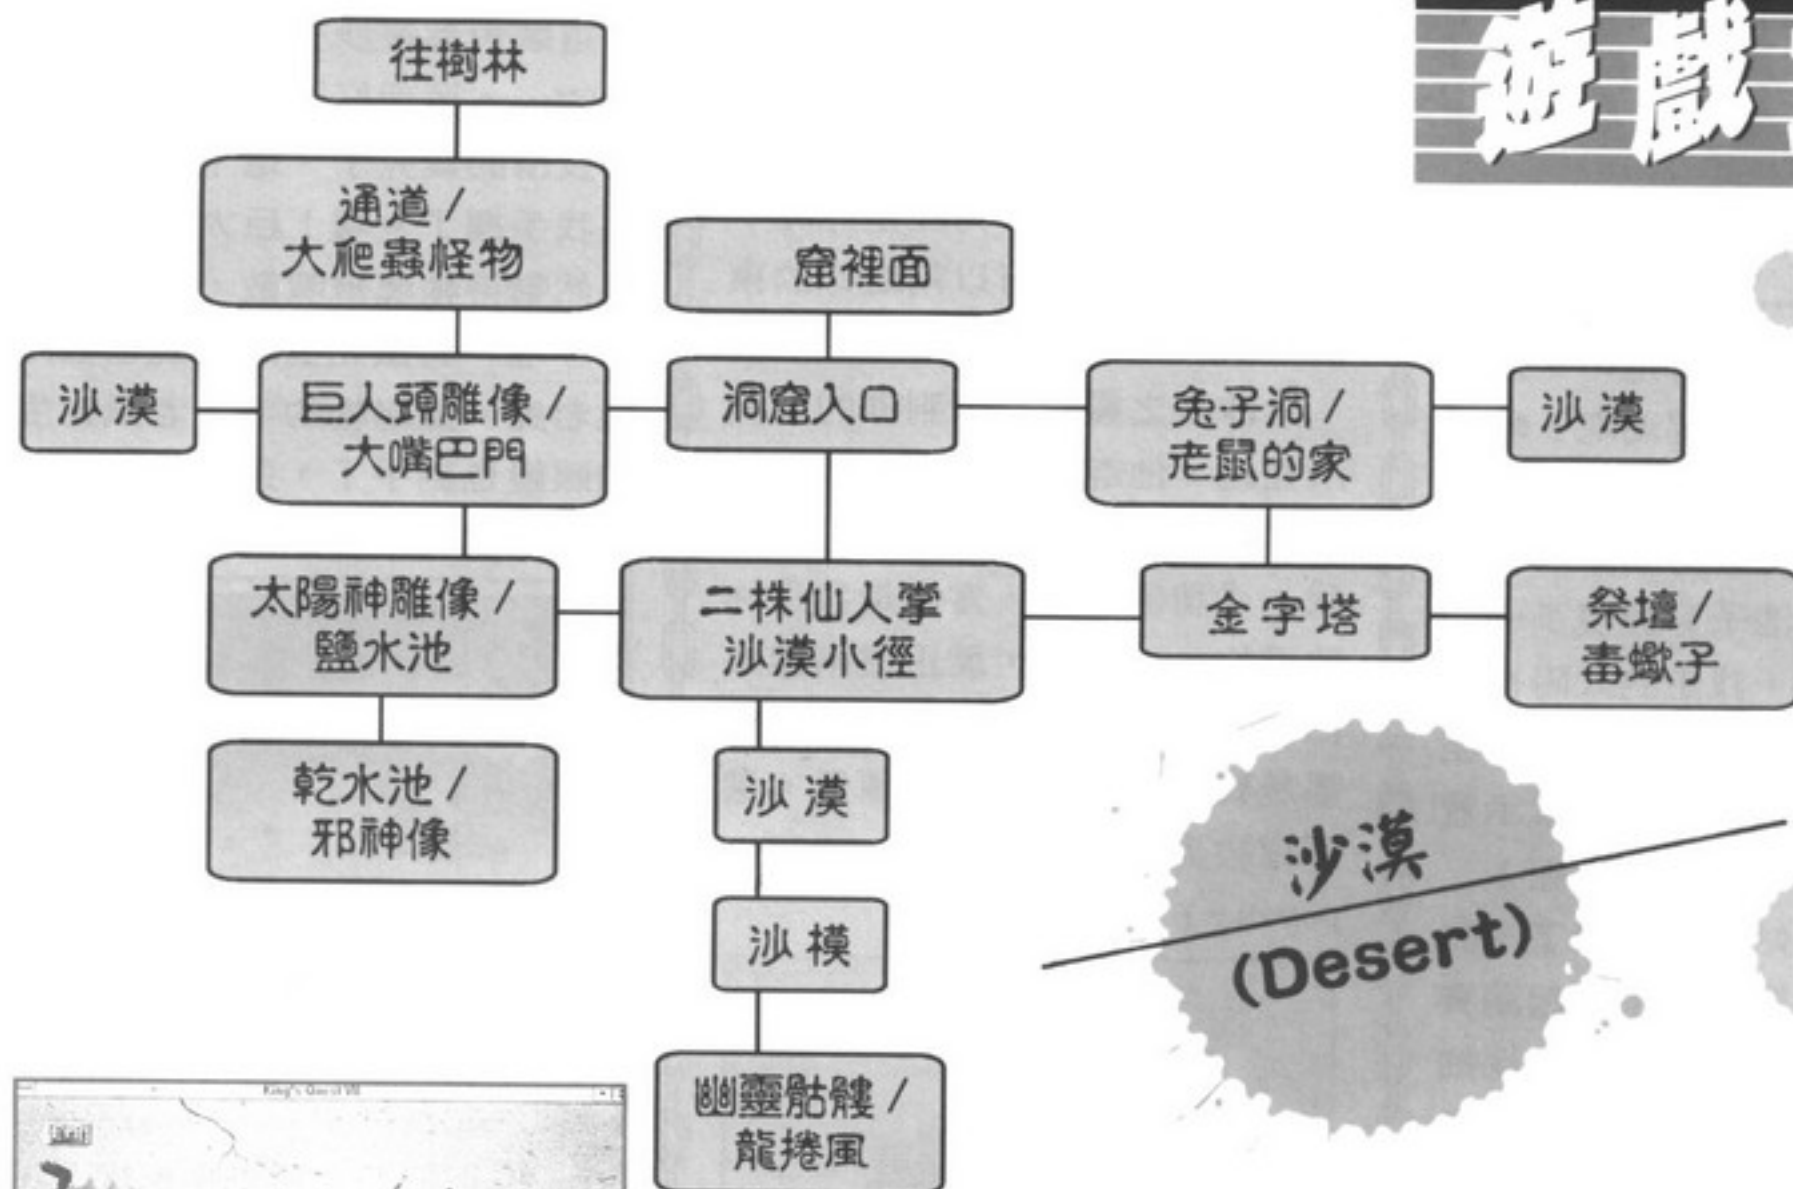 遊戲
往樹林
通道 /
大爬蟲怪物
窟裡面
沙漠
巨人頭雕像 /
大嘴巴門
洞窟入口
兔子洞 /
老鼠的家
沙漠
太陽神雕像 /
鹽水池
二株仙人掌
沙漠小徑
金字塔
祭壇 /
毒蠍子
乾水池 /
邪神像
沙漠
沙模
幽靈骷髏 /
龍捲風
沙漠
(Desert)
King's Quest VII